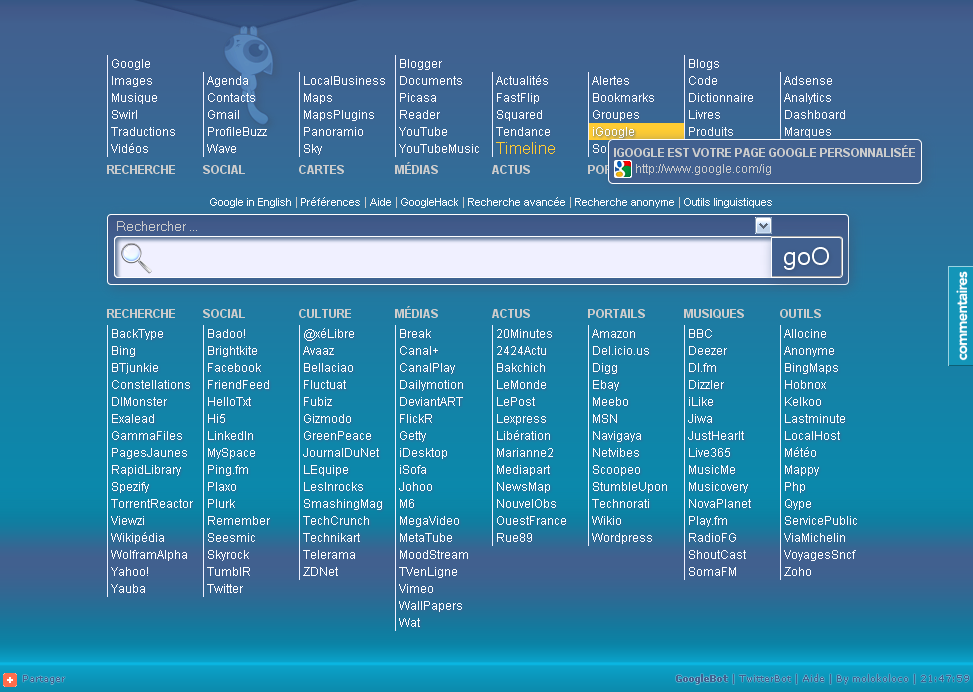 Google
Images
Musique
Swirl
Traductions
Vidéos
RECHERCHE
Agenda
Contacts
Gmail
ProfileBuzz
Wave
SOCIAL
LocalBusiness
Maps
MapsPlugins
Panoramio
Sky
CARTES
Blogger
Documents
Picasa
Reader
YouTube
YouTubeMusic
MÉDIAS
Actualités
FastFlip
Squared
Tendance
Timeline
ACTUS
Alertes
Bookmarks
Groupes
iGoogle
So
PO
Blogs
Code
Dictionnaire
Livres
Produits
Adsense
Analytics
Dashboard
Marques
IGOOGLE EST VOTRE PAGE GOOGLE PERSONNALISÉE
http://www.google.com/ig
Google in English | Préférences | Aide | GoogleHack | Recherche avancée | Recherche anonyme | Outils linguistiques
Rechercher ...
goO
commentaires
RECHERCHE
BackType
Bing
BTjunkie
Constellations
DIMonster
Exalead
GammaFiles
PagesJaunes
RapidLibrary
Spezify
TorrentReactor
Viewzi
Wikipédia
WolframAlpha
Yahoo!
Yauba
SOCIAL
Badoo!
Brightkite
Facebook
FriendFeed
HelloTxt
Hi5
LinkedIn
MySpace
Ping.fm
Plaxo
Plurk
Remember
Seesmic
Skyrock
TumblR
Twitter
CULTURE
@xéLibre
Avaaz
Bellaciao
Fluctuat
Fubiz
Gizmodo
GreenPeace
JournalDuNet
LEquipe
LesInrocks
SmashingMag
TechCrunch
Technikart
Telerama
ZDNet
MÉDIAS
Break
Canal+
CanalPlay
Dailymotion
DeviantART
FlickR
Getty
iDesktop
iSofa
Johoo
M6
MegaVideo
MetaTube
MoodStream
TVenLigne
Vimeo
WallPapers
Wat
ACTUS
20Minutes
2424Actu
Bakchich
LeMonde
LePost
Lexpress
Libération
Marianne2
Mediapart
NewsMap
NouvelObs
OuestFrance
Rue89
PORTAILS
Amazon
Del.icio.us
Digg
Ebay
Meebo
MSN
Navigaya
Netvibes
Scoopeo
StumbleUpon
Technorati
Wikio
Wordpress
MUSIQUES
BBC
Deezer
DI.fm
Dizzler
iLike
Jiwa
JustHearIt
Live365
MusicMe
Musicovery
NovaPlanet
Play.fm
RadioFG
ShoutCast
SomaFM
OUTILS
Allocine
Anonyme
BingMaps
Hobnox
Kelkoo
Lastminute
LocalHost
Météo
Mappy
Php
Qype
ServicePublic
ViaMichelin
VoyagesSncf
Zoho
Partager
GoogleBot | TwitterBot | Aide | By molokoloco | 21:47:59